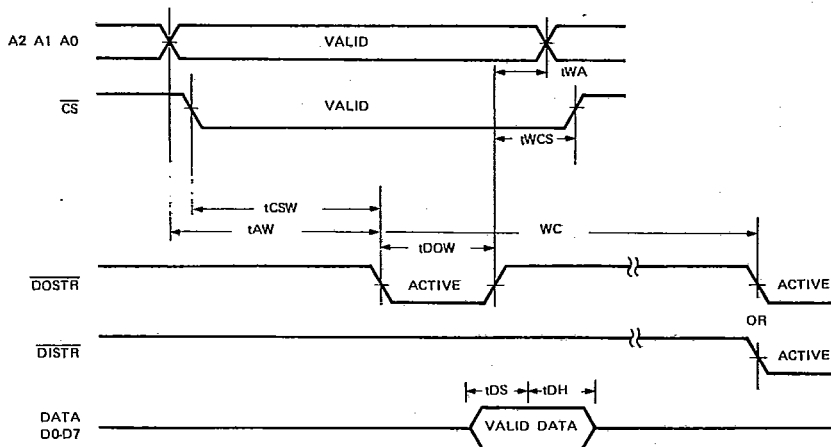 A2 A1 A0
VALID
tWA
CS
VALID
tWCS
tCSW
tAW
WC
tDOW
DOSTR
ACTIVE
ACTIVE
OR
DISTR
ACTIVE
tDS
tDH
DATA
D0-D7
VALID DATA